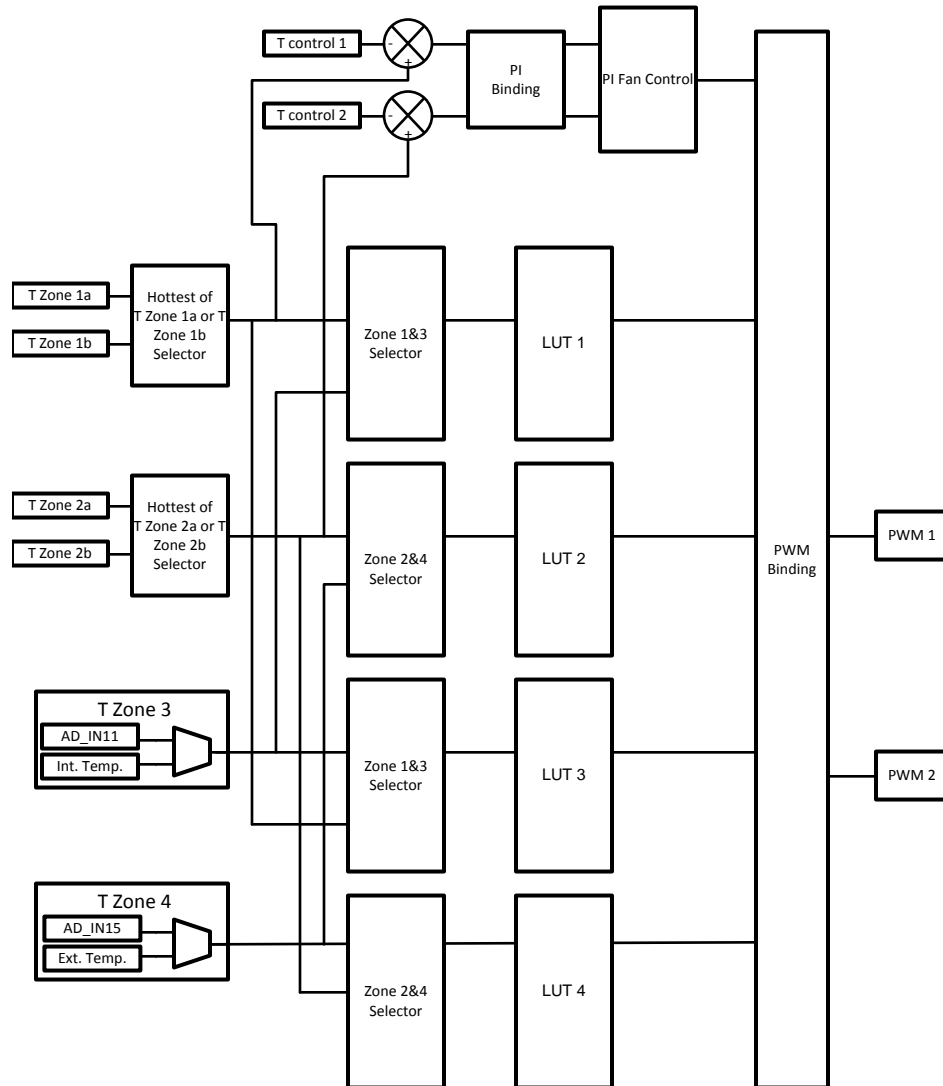 T control 1
-
+
PI
Binding
PI Fan Control
T control 2
-
+
T Zone 1a
T Zone 1b
Hottest of
T Zone 1a or T
Zone 1b
Selector
Zone 1&3
Selector
LUT 1
T Zone 2a
T Zone 2b
Hottest of
T Zone 2a or T
Zone 2b
Selector
Zone 2&4
Selector
LUT 2
PWM
Binding
PWM 1
T Zone 3
AD_IN11
Int. Temp.
Zone 1&3
Selector
LUT 3
PWM 2
T Zone 4
AD_IN15
Ext. Temp.
Zone 2&4
Selector
LUT 4